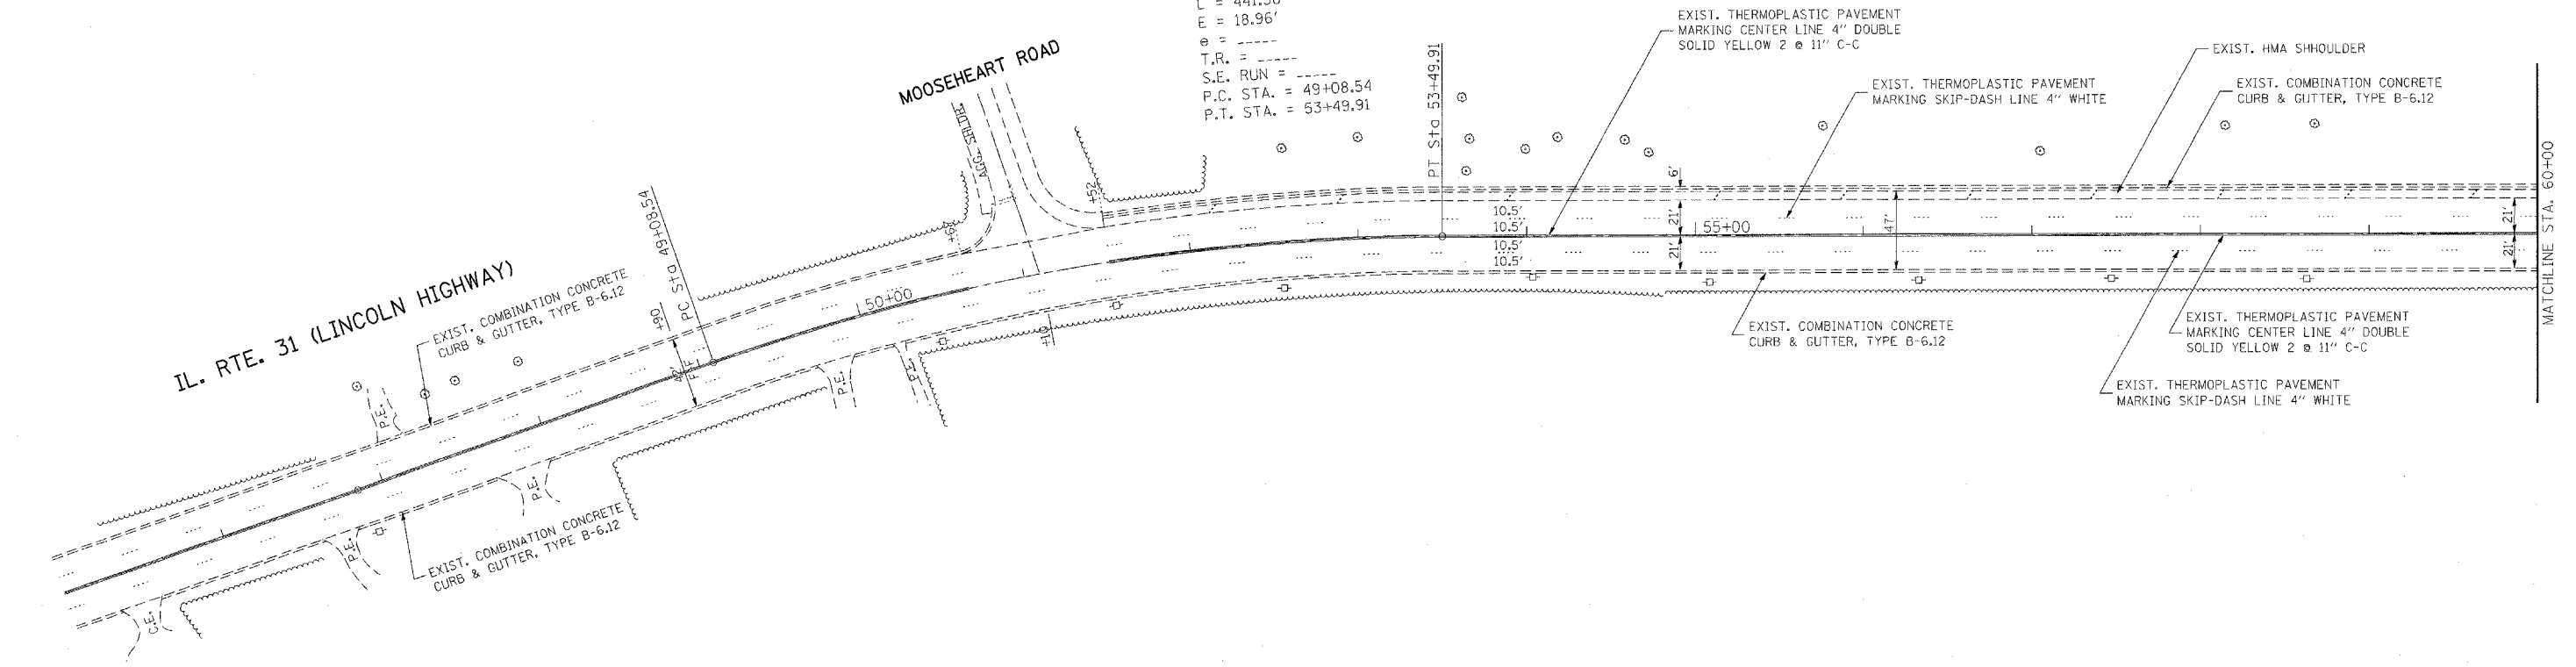 L = 441.38'
E = 18.96'
e = -----
T.R. = -----
S.E. RUN = -----
P.C. STA. = 49+08.54
P.T. STA. = 53+49.91
EXIST. THERMOPLASTIC PAVEMENT
MARKING CENTER LINE 4" DOUBLE
SOLID YELLOW 2 @ 11" C-C
EXIST. HMA SHHOULDER
EXIST. THERMOPLASTIC PAVEMENT
MARKING SKIP-DASH LINE 4" WHITE
EXIST. COMBINATION CONCRETE
CURB & GUTTER, TYPE B-6.12
MOOSEHEART ROAD
AGG. SHLDR.
PT Sta 53+49.91
+52
6'
MATCHLINE STA. 60+00
PC Sta 49+08.54
+90
10.5'
10.5'
10.5'
10.5'
21'
21'
55+00
47'
21'
21'
50+00
+10
IL. RTE. 31 (LINCOLN HIGHWAY)
EXIST. COMBINATION CONCRETE
CURB & GUTTER, TYPE B-6.12
42'
F-F
EXIST. COMBINATION CONCRETE
CURB & GUTTER, TYPE B-6.12
EXIST. THERMOPLASTIC PAVEMENT
MARKING CENTER LINE 4" DOUBLE
SOLID YELLOW 2 @ 11" C-C
EXIST. THERMOPLASTIC PAVEMENT
MARKING SKIP-DASH LINE 4" WHITE
P.E.
P.E.
P.E.
P.E.
P.E.
C.E.
EXIST. COMBINATION CONCRETE
CURB & GUTTER, TYPE B-6.12